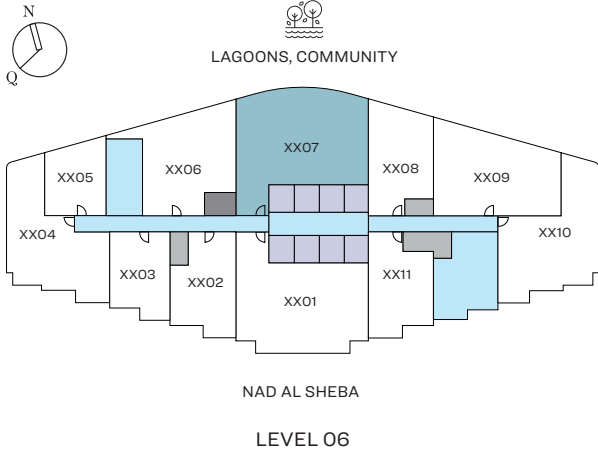 N
Q
LAGOONS, COMMUNITY
XX07
XX06
XX08
XX05
XX09
XX04
XX10
XX03
XX02
XX01
XX11
NAD AL SHEBA
LEVEL 06